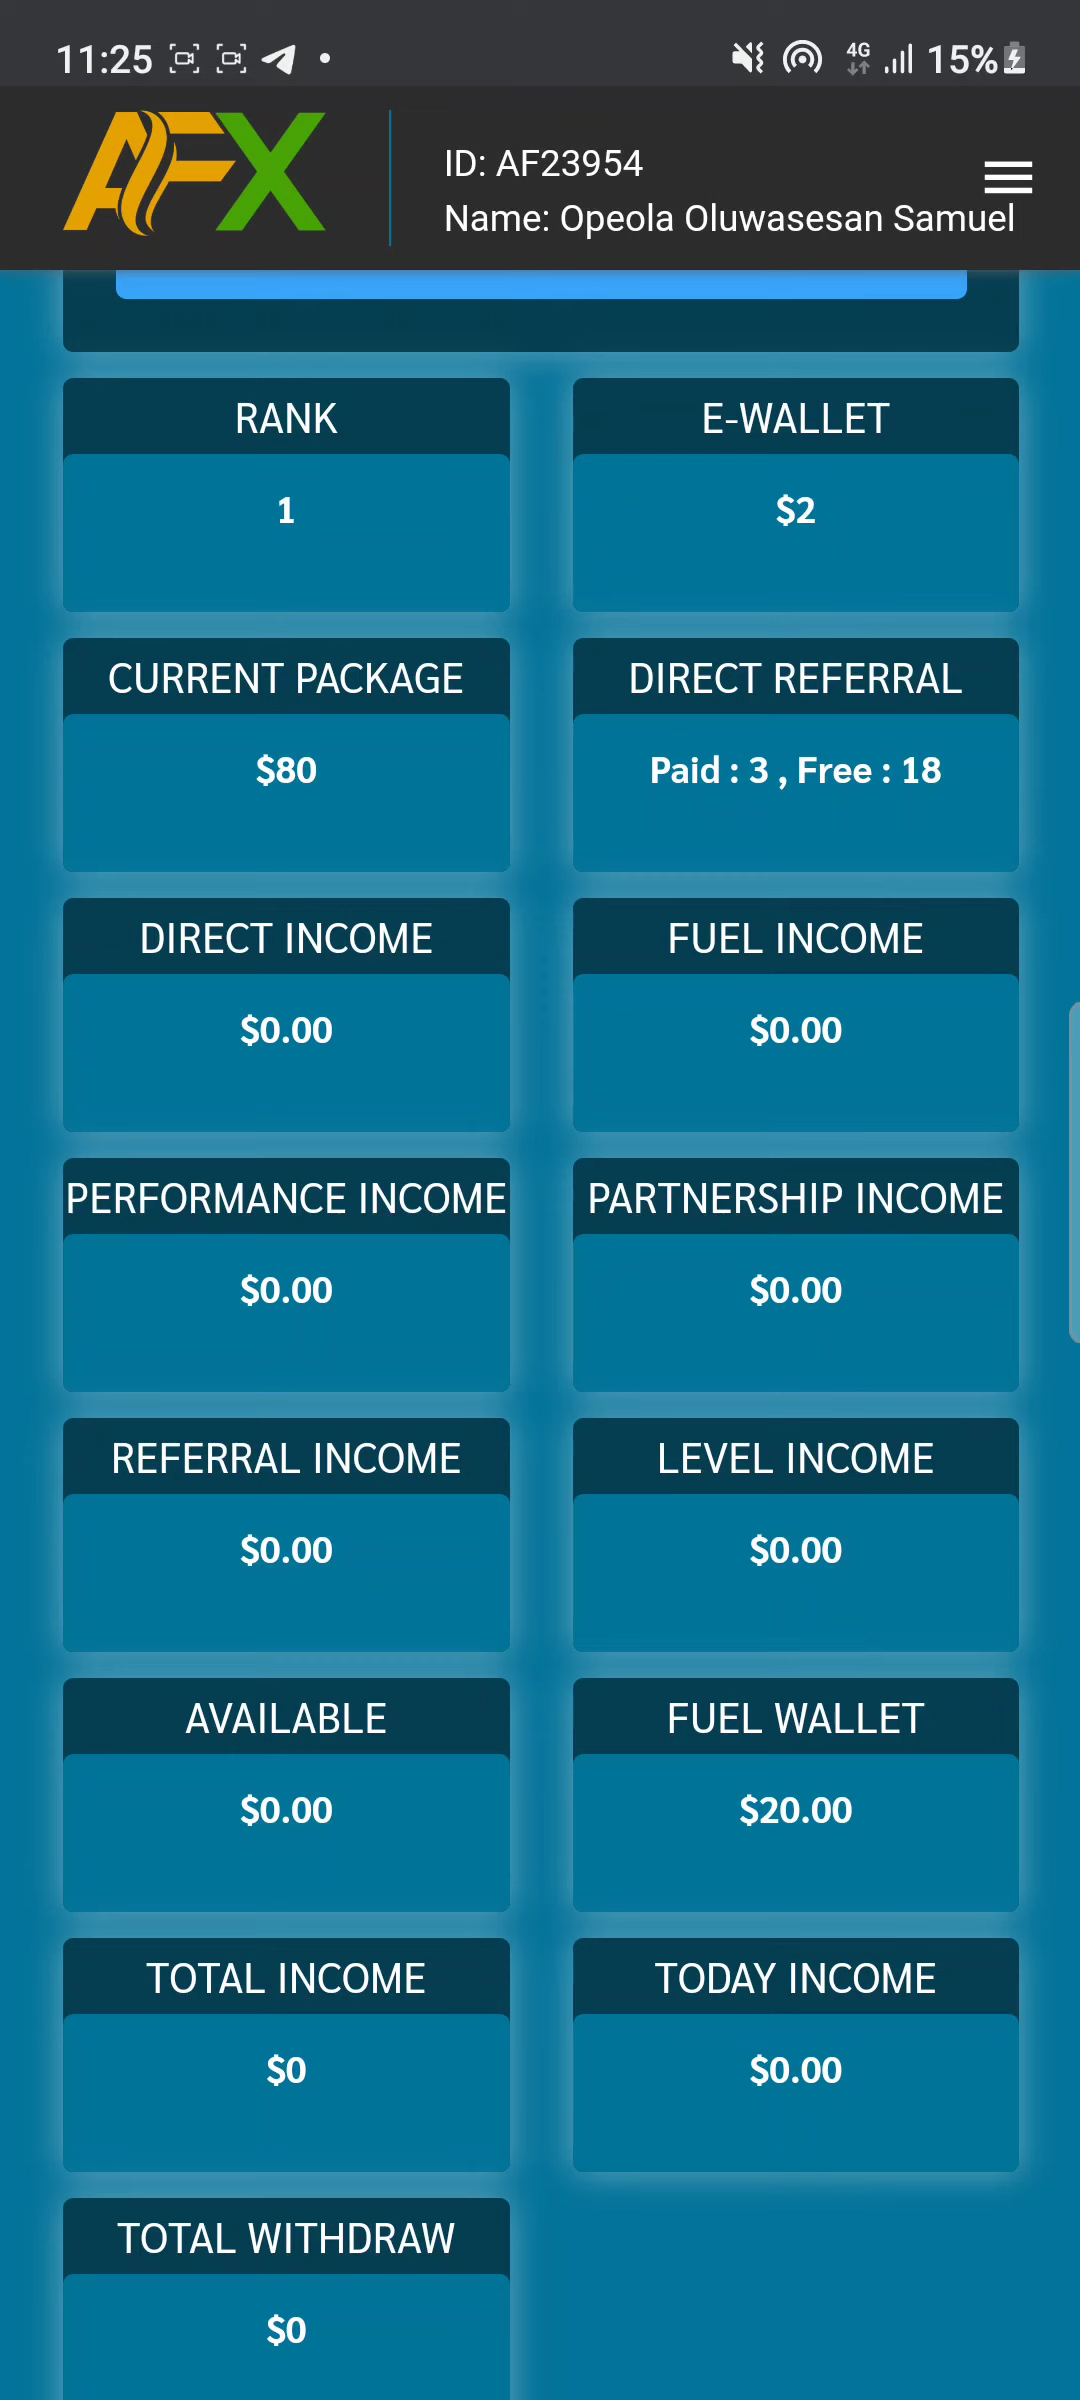 11:25
4G
15%
AFX
ID: AF23954
Name: Opeola Oluwasesan Samuel
RANK
1
E-WALLET
$2
CURRENT PACKAGE
$80
DIRECT REFERRAL
Paid : 3 , Free : 18
DIRECT INCOME
$0.00
FUEL INCOME
$0.00
PERFORMANCE INCOME
$0.00
PARTNERSHIP INCOME
$0.00
REFERRAL INCOME
$0.00
LEVEL INCOME
$0.00
AVAILABLE
$0.00
FUEL WALLET
$20.00
TOTAL INCOME
$0
TODAY INCOME
$0.00
TOTAL WITHDRAW
$0